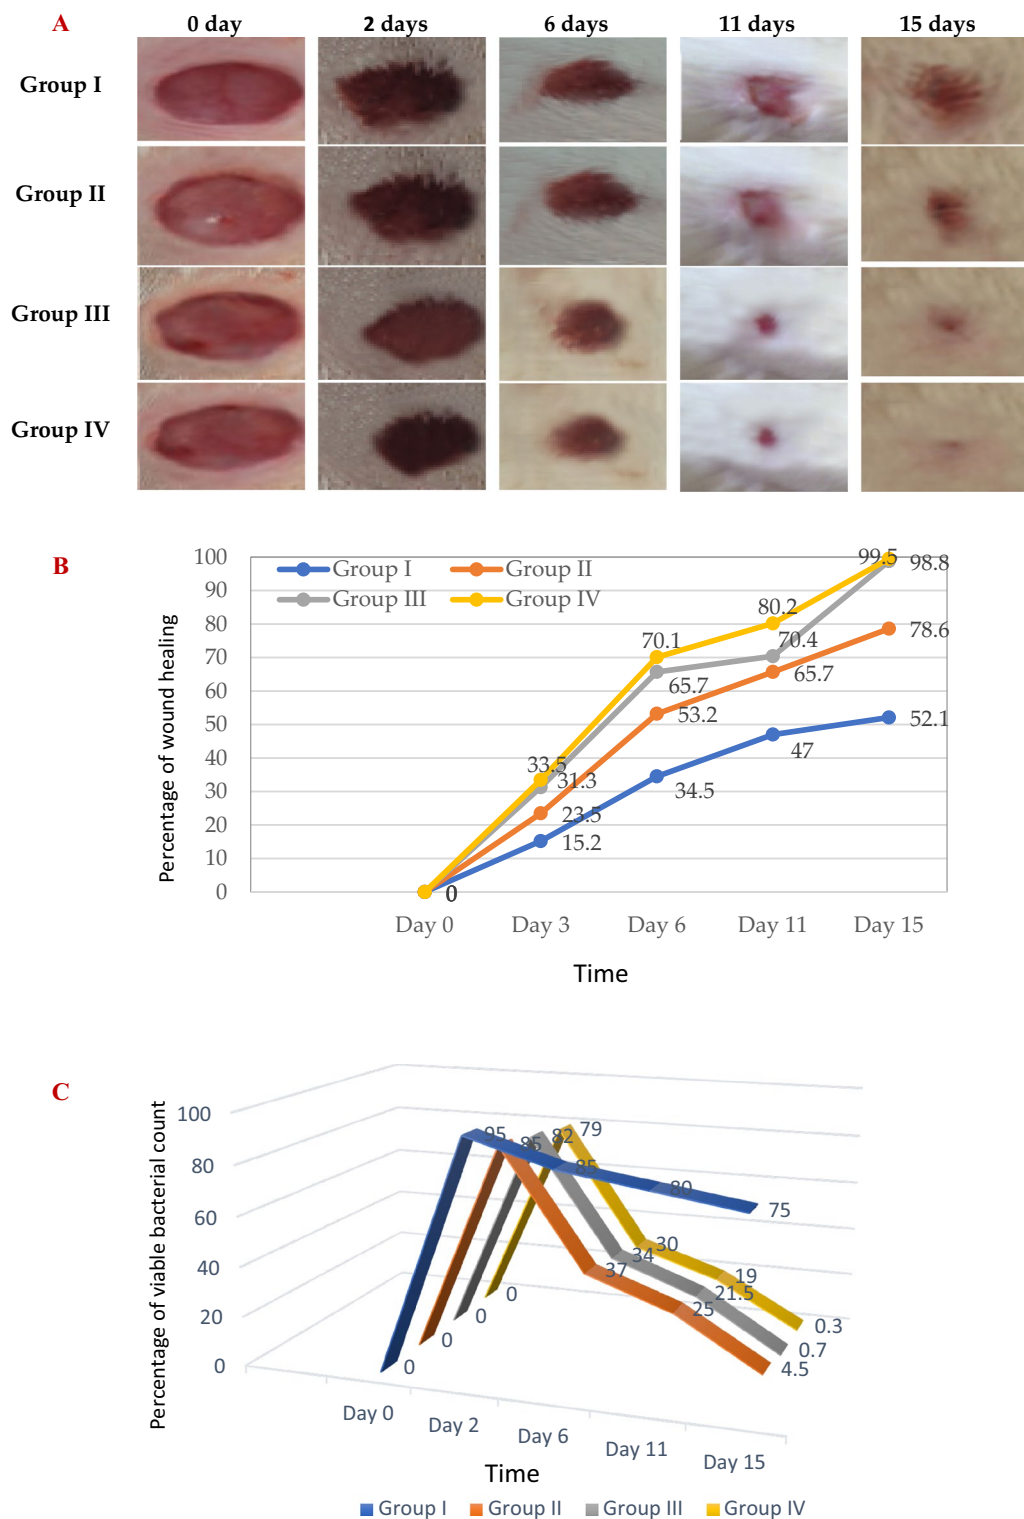 A 0 day 2 days 6 days 11 days 15 days
Group I
Group II
Group III
Group IV
B
Percentage of wound healing
100
90
80
70
60
50
40
30
20
10
0
Group I Group II
Group III Group IV
99.5 98.8
80.2
78.6
70.1 70.4
65.7 65.7
53.2 52.1
47
33.5 31.3 34.5
23.5
15.2
0
Day 0 Day 3 Day 6 Day 11 Day 15
Time
C
Percentage of viable bacterial count
100
80
60
40
20
0
95 85 82 79
85 80 75
37 34 30
25 21.5 19
4.5 0.7 0.3
0 0 0 0
Day 0 Day 2 Day 6 Day 11 Day 15
Time
Group I Group II Group III Group IV